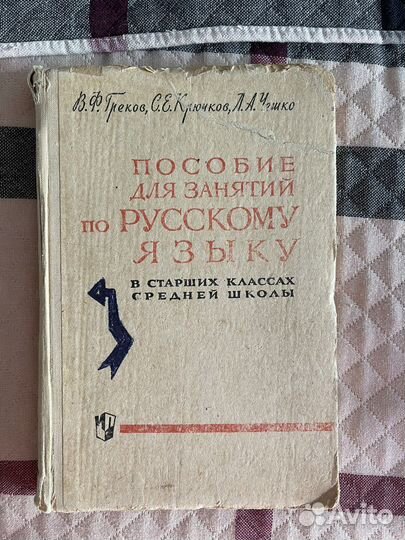 В.Ф.Греков, С.Е.Крючков, Л.А.Чешко
ПОСОБИЕ
ДЛЯ ЗАНЯТИЙ
ПО РУССКОМУ
ЯЗЫКУ
В СТАРШИХ КЛАССАХ
СРЕДНЕЙ ШКОЛЫ
Avito